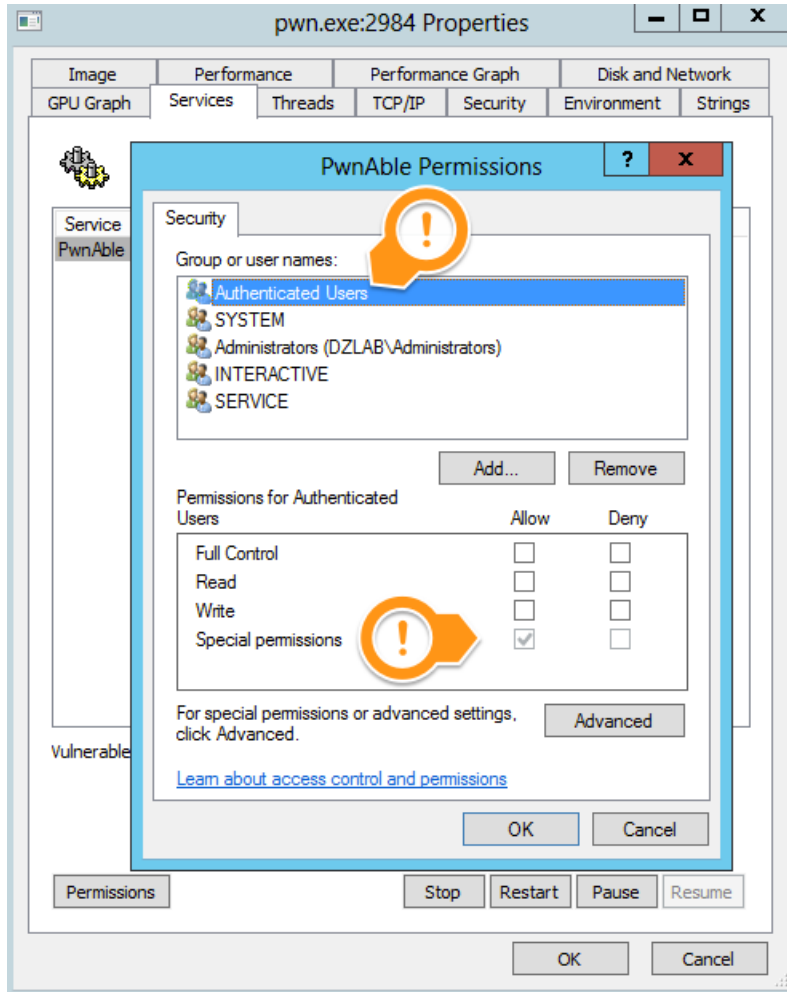 pwn.exe:2984 Properties
Image Performance Performance Graph Disk and Network
GPU Graph Services Threads TCP/IP Security Environment Strings
PwnAble Permissions ? x
Service
PwnAble
Security
!
Group or user names:
Authenticated Users
SYSTEM
Administrators (DZLAB\Administrators)
INTERACTIVE
SERVICE
Add... Remove
Permissions for Authenticated
Users Allow Deny
Full Control
Read
Write
Special permissions !
For special permissions or advanced settings,
click Advanced. Advanced
Vulnerable
Learn about access control and permissions
OK Cancel
Permissions Stop Restart Pause Resume
OK Cancel